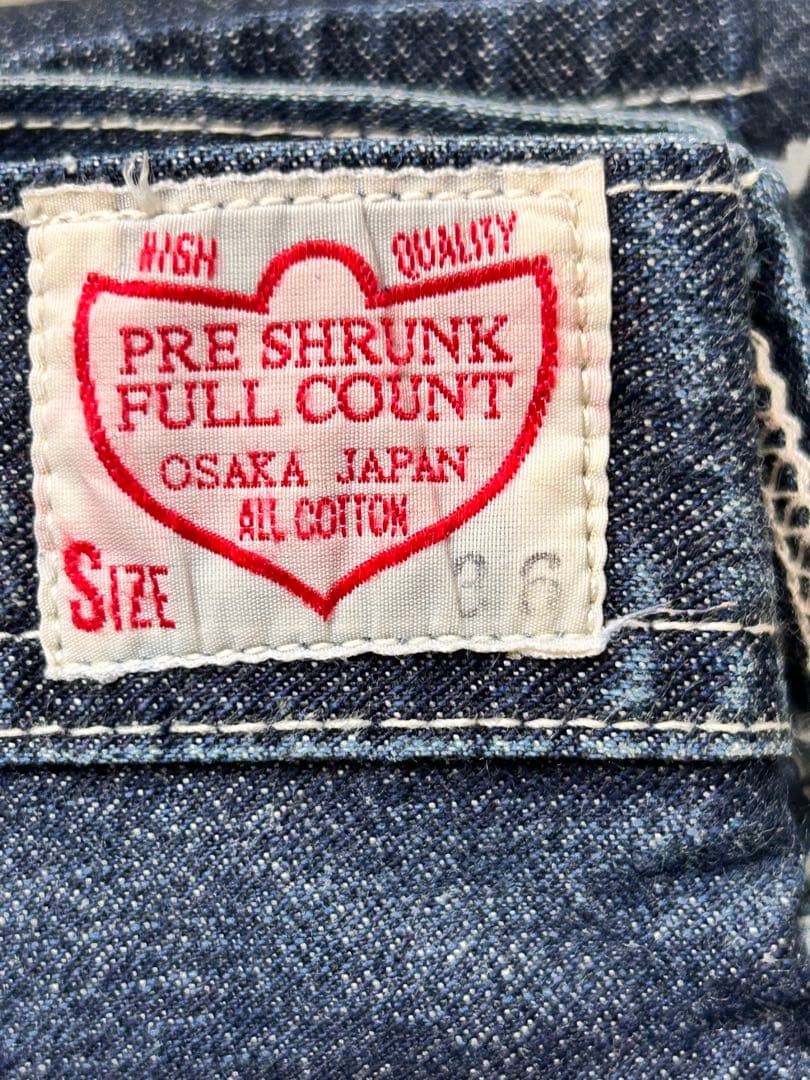 HIGH QUALITY
PRE SHRUNK
FULL COUNT
OSAKA JAPAN
ALL COTTON
SIZE 36